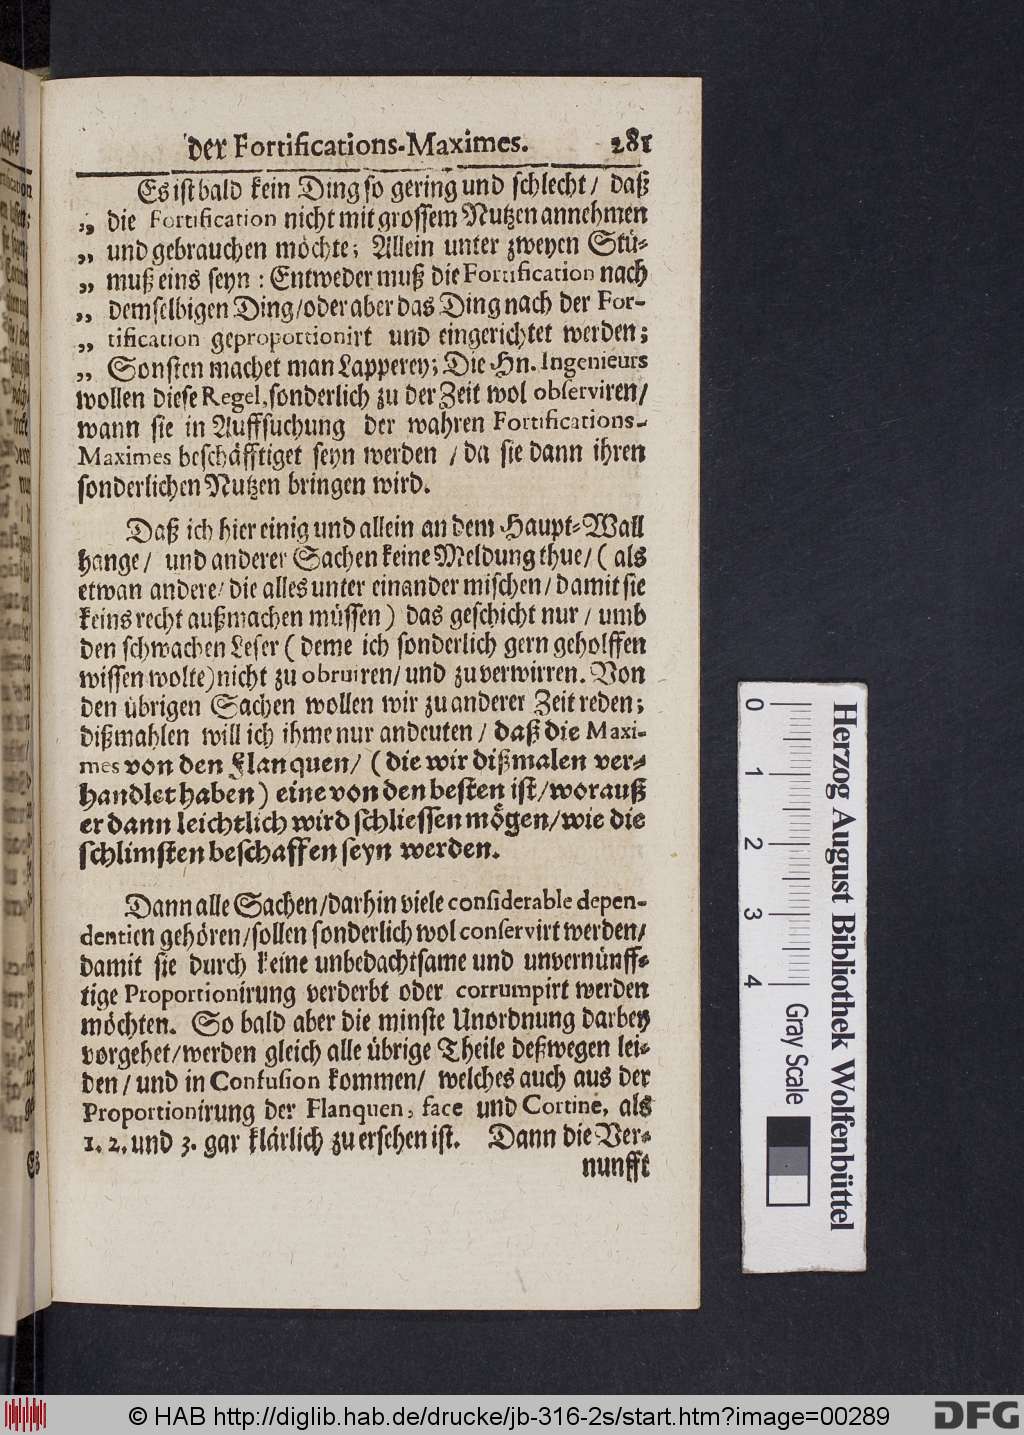 der Fortifications-Maximes. 281
Es ist bald kein Ding so gering und schlecht / daß
„ die Fortification nicht mit grossem Nutzen annehmen
„ und gebrauchen möchte; Allein unter zweyen Stü-
„ muß eins seyn: Entweder muß die Fortification nach
„ demselbigen Ding/oder aber das Ding nach der For-
„ tification geproportionirt und eingerichtet werden;
„ Sonsten machet man Lapperey; Die Hn. Ingenieurs
wollen diese Regel, sonderlich zu der Zeit wol observiren/
wann sie in Auffsuchung der wahren Fortifications-
Maximes beschäfftiget seyn werden / da sie dann ihren
sonderlichen Nutzen bringen wird.
Daß ich hier einig und allein an dem Haupt-Wall
hange/ und anderer Sachen keine Meldung thue/ ( als
etwan andere/ die alles unter einander mischen/ damit sie
keins recht außmachen müssen) das geschicht nur / umb
den schwachen Leser ( deme ich sonderlich gern geholffen
wissen wolte) nicht zu obruiren/ und zu verwirren. Von
den übrigen Sachen wollen wir zu anderer Zeit reden;
dißmahlen will ich ihme nur andeuten / daß die Maxi-
mes von den Flanquen/ ( die wir dißmalen ver-
handlet haben) eine von den besten ist/ worauß
er dann leichtlich wird schliessen mögen/wie die
schlimsten beschaffen seyn werden.
Dann alle Sachen/darhin viele considerable depen-
dentien gehören/sollen sonderlich wol conservirt werden/
damit sie durch keine unbedachtsame und unvernünff-
tige Proportionirung verderbt oder corrumpirt werden
möchten. So bald aber die minste Unordnung darbey
vorgehet/werden gleich alle übrige Theile deßwegen lei-
den/ und in Confusion kommen/ welches auch aus der
Proportionirung der Flanquen, face und Cortine, als
1. 2. und 3. gar klärlich zu ersehen ist. Dann die Ver-
nunfft
Es
0 1 2 3 4
Gray Scale
Herzog August Bibliothek Wolfenbüttel
© HAB http://diglib.hab.de/drucke/jb-316-2s/start.htm?image=00289
DFG